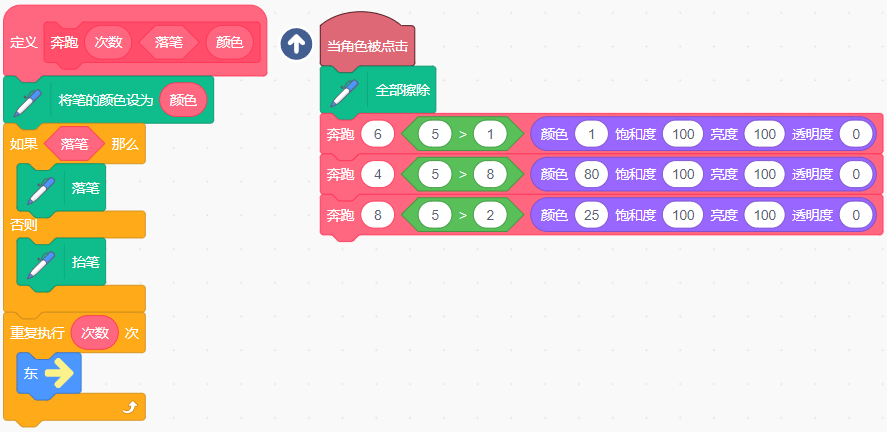 定义 奔跑 次数 落笔 颜色
将笔的颜色设为 颜色
如果 落笔 那么
落笔
否则
抬笔
重复执行 次数 次
东
当角色被点击
全部擦除
奔跑 6 5 > 1 颜色 1 饱和度 100 亮度 100 透明度 0
奔跑 4 5 > 8 颜色 80 饱和度 100 亮度 100 透明度 0
奔跑 8 5 > 2 颜色 25 饱和度 100 亮度 100 透明度 0